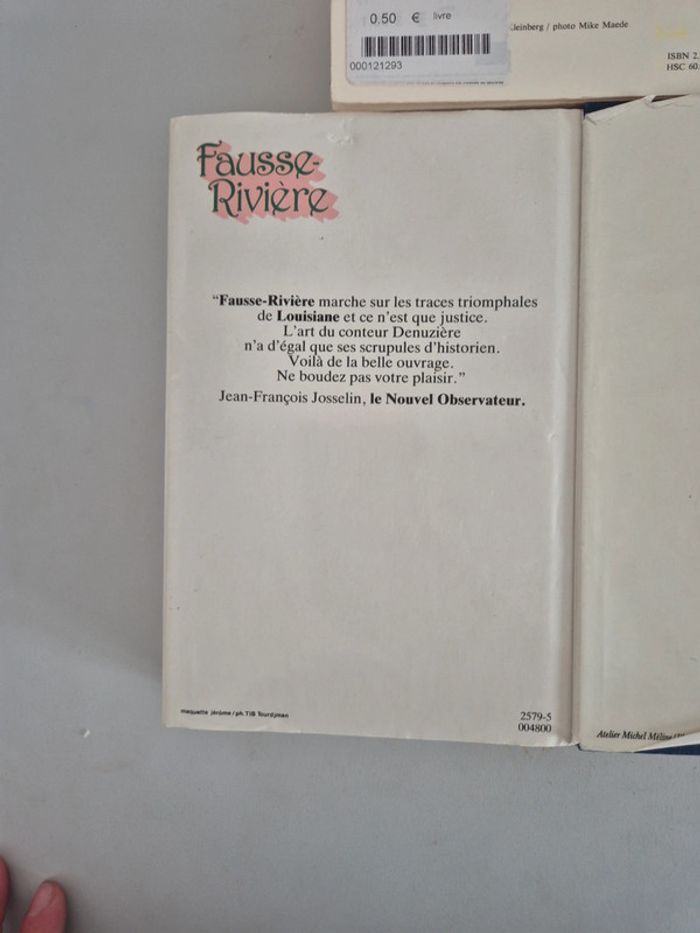 0.50 € livre
000121293
Kleinberg / photo Mike Maede
ISBN 2.
HSC 60.
Fausse-
Rivière
“Fausse-Rivière marche sur les traces triomphales
de Louisiane et ce n’est que justice.
L’art du conteur Denuzière
n’a d’égal que ses scrupules d’historien.
Voilà de la belle ouvrage.
Ne boudez pas votre plaisir.”
Jean-François Josselin, le Nouvel Observateur.
maquette jérôme/ph. TIB Tourdjman
2579-5
004800
Atelier Michel Méline